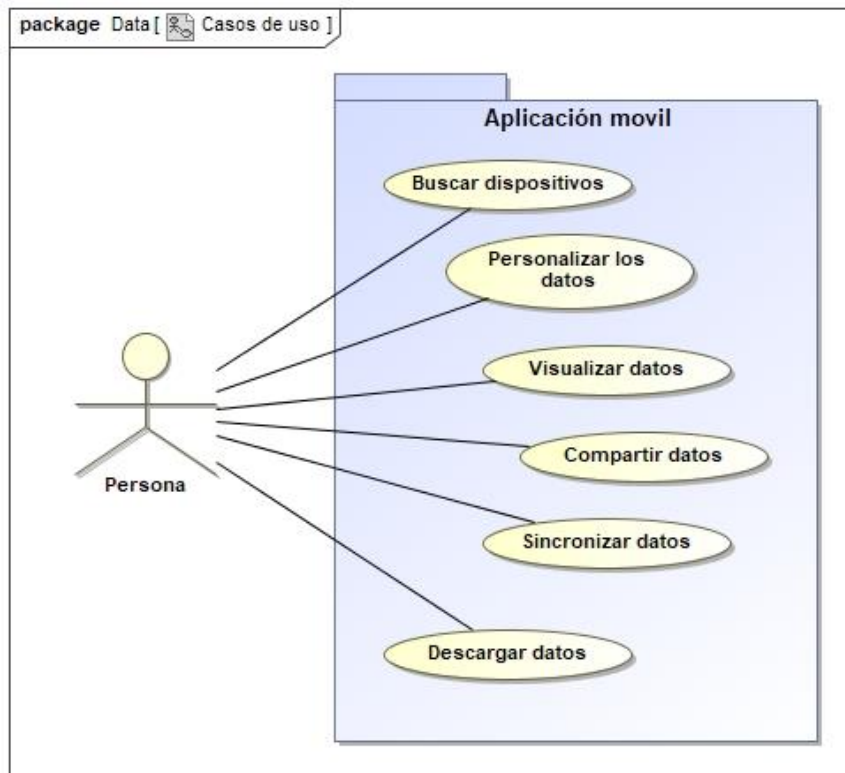 package Data [ Casos de uso ]
Aplicación movil
Buscar dispositivos
Personalizar los
datos
Visualizar datos
Compartir datos
Persona
Sincronizar datos
Descargar datos